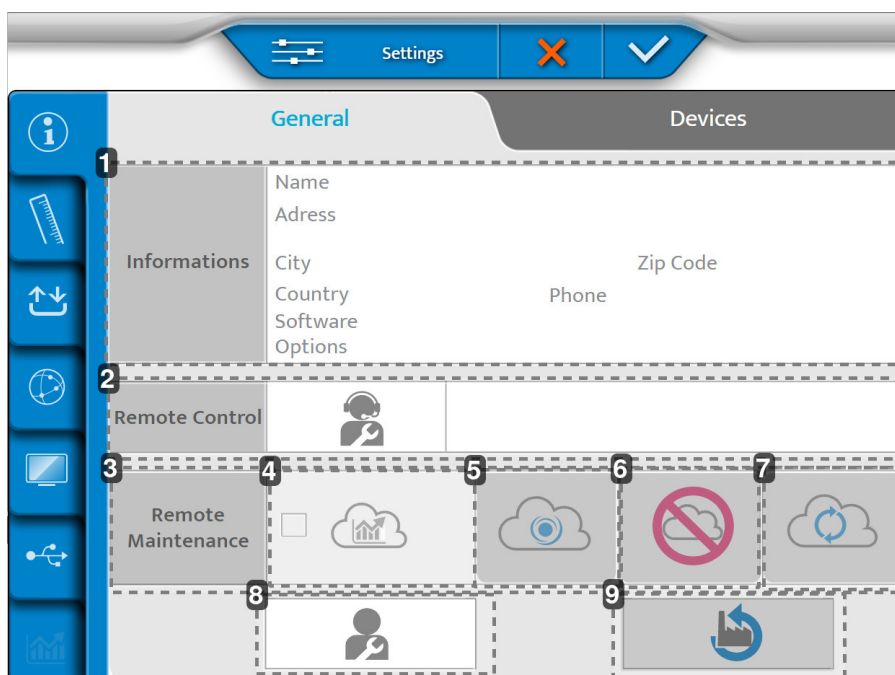 Settings
General
Devices
1
Informations
Name
Adress
City
Zip Code
Country
Phone
Software
Options
2
Remote Control
3
4
5
6
7
Remote
Maintenance
8
9